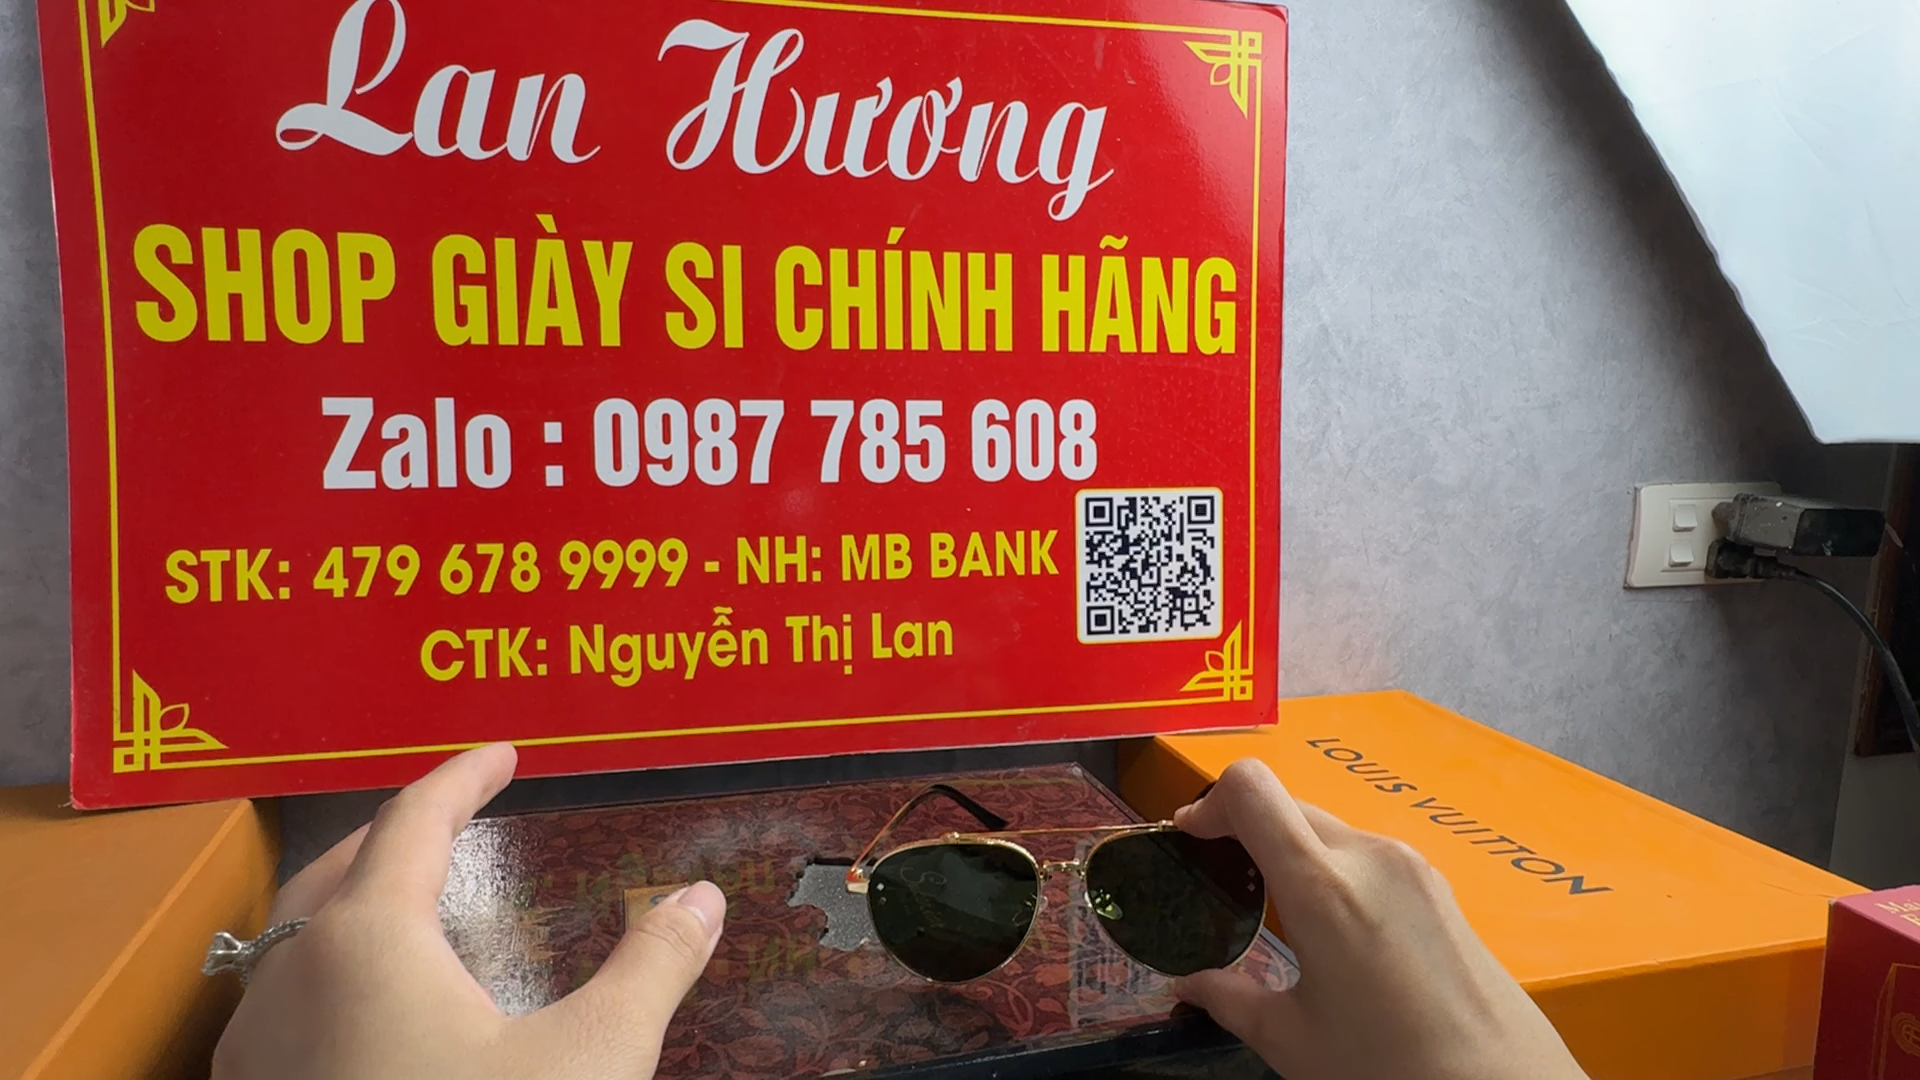 Lan Hương
SHOP GIÀY SI CHÍNH HÃNG
Zalo : 0987 785 608
STK: 479 678 9999 - NH: MB BANK
CTK: Nguyễn Thị Lan
LOUIS VUITTON